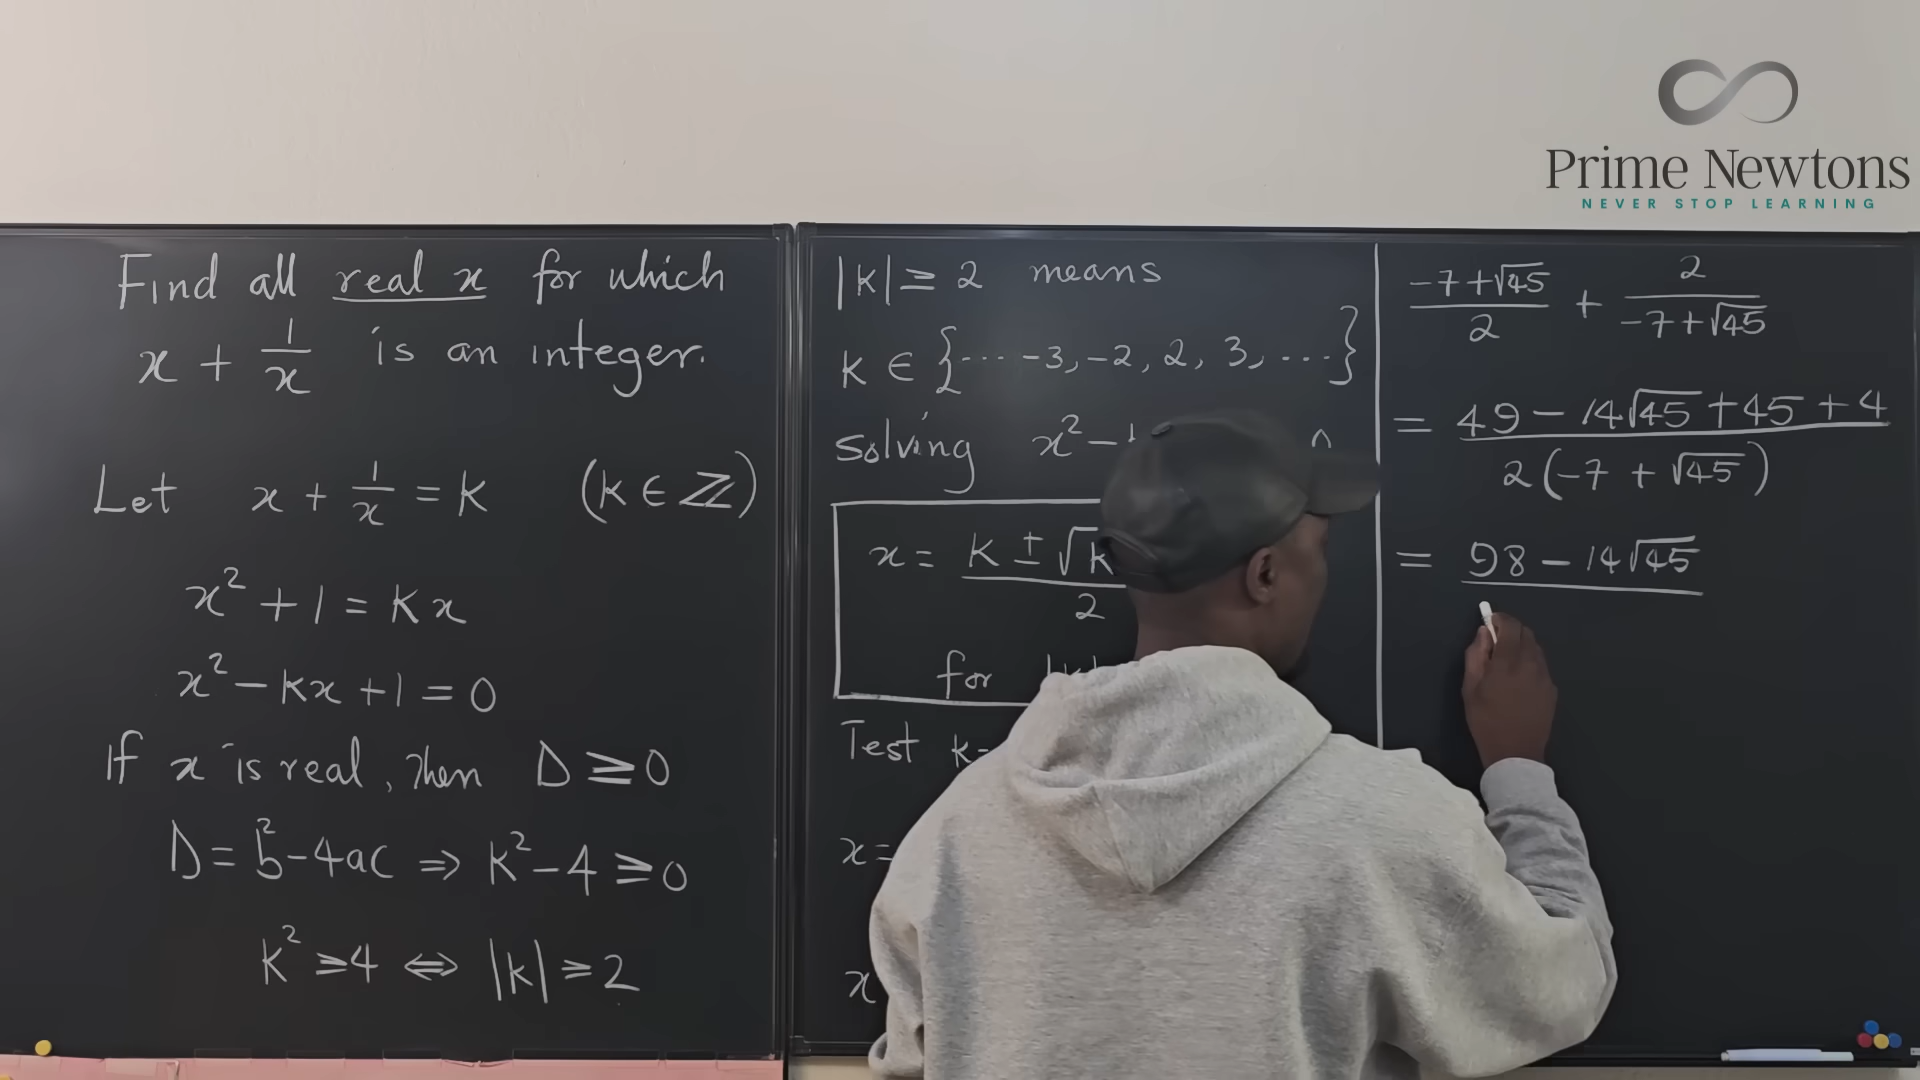 Prime Newtons
NEVER STOP LEARNING
Find all real x for which
x + 1/x is an integer.
Let x + 1/x = k (k ∈ ℤ)
x² + 1 = kx
x² - kx + 1 = 0
If x is real, then D ≥ 0
D = b² - 4ac ⇒ k² - 4 ≥ 0
k² ≥ 4 ⇔ |k| ≥ 2
|k| ≥ 2 means
k ∈ {.... -3, -2, 2, 3, ....}
Solving x² -
x = k ± √k
2
for
Test k =
x =
x
(-7 + √45)/2 + 2/(-7 + √45)
= (49 - 14√45 + 45 + 4)/(2(-7 + √45))
= 98 - 14√45